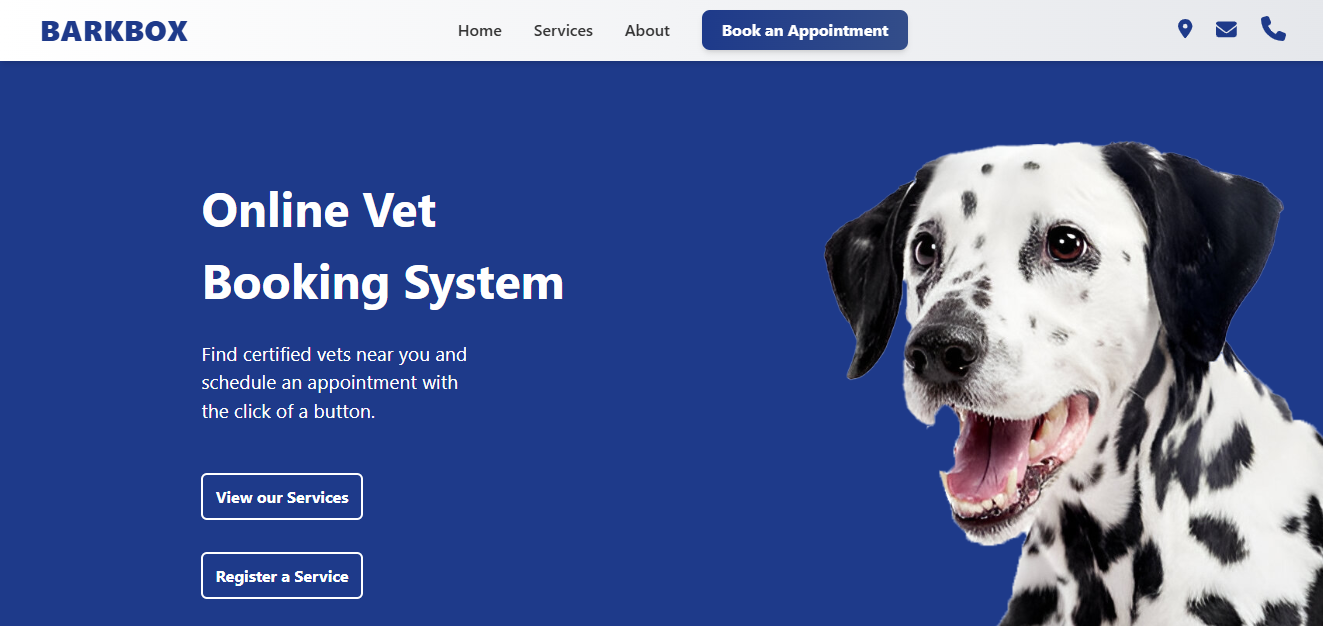 BARKBOX
Home
Services
About
Book an Appointment
Online Vet
Booking System
Find certified vets near you and
schedule an appointment with
the click of a button.
View our Services
Register a Service